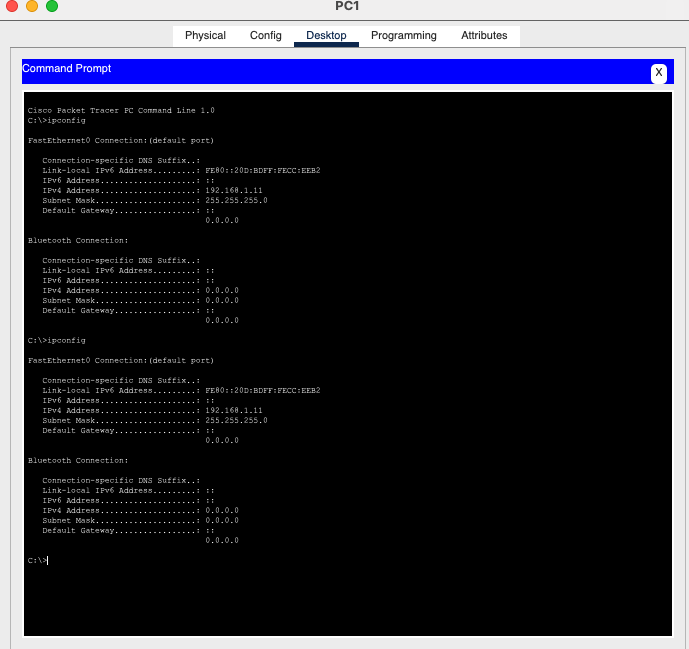 PC1
Physical Config Desktop Programming Attributes
Command Prompt
X
Cisco Packet Tracer PC Command Line 1.0
C:\>ipconfig
FastEthernet0 Connection:(default port)
Connection-specific DNS Suffix..:
Link-local IPv6 Address.........: FE80::20D:BDFF:FECC:EEB2
IPv6 Address....................: ::
IPv4 Address....................: 192.168.1.11
Subnet Mask.....................: 255.255.255.0
Default Gateway.................: ::
0.0.0.0
Bluetooth Connection:
Connection-specific DNS Suffix..:
Link-local IPv6 Address.........: ::
IPv6 Address....................: ::
IPv4 Address....................: 0.0.0.0
Subnet Mask.....................: 0.0.0.0
Default Gateway.................: ::
0.0.0.0
C:\>ipconfig
FastEthernet0 Connection:(default port)
Connection-specific DNS Suffix..:
Link-local IPv6 Address.........: FE80::20D:BDFF:FECC:EEB2
IPv6 Address....................: ::
IPv4 Address....................: 192.168.1.11
Subnet Mask.....................: 255.255.255.0
Default Gateway.................: ::
0.0.0.0
Bluetooth Connection:
Connection-specific DNS Suffix..:
Link-local IPv6 Address.........: ::
IPv6 Address....................: ::
IPv4 Address....................: 0.0.0.0
Subnet Mask.....................: 0.0.0.0
Default Gateway.................: ::
0.0.0.0
C:\>